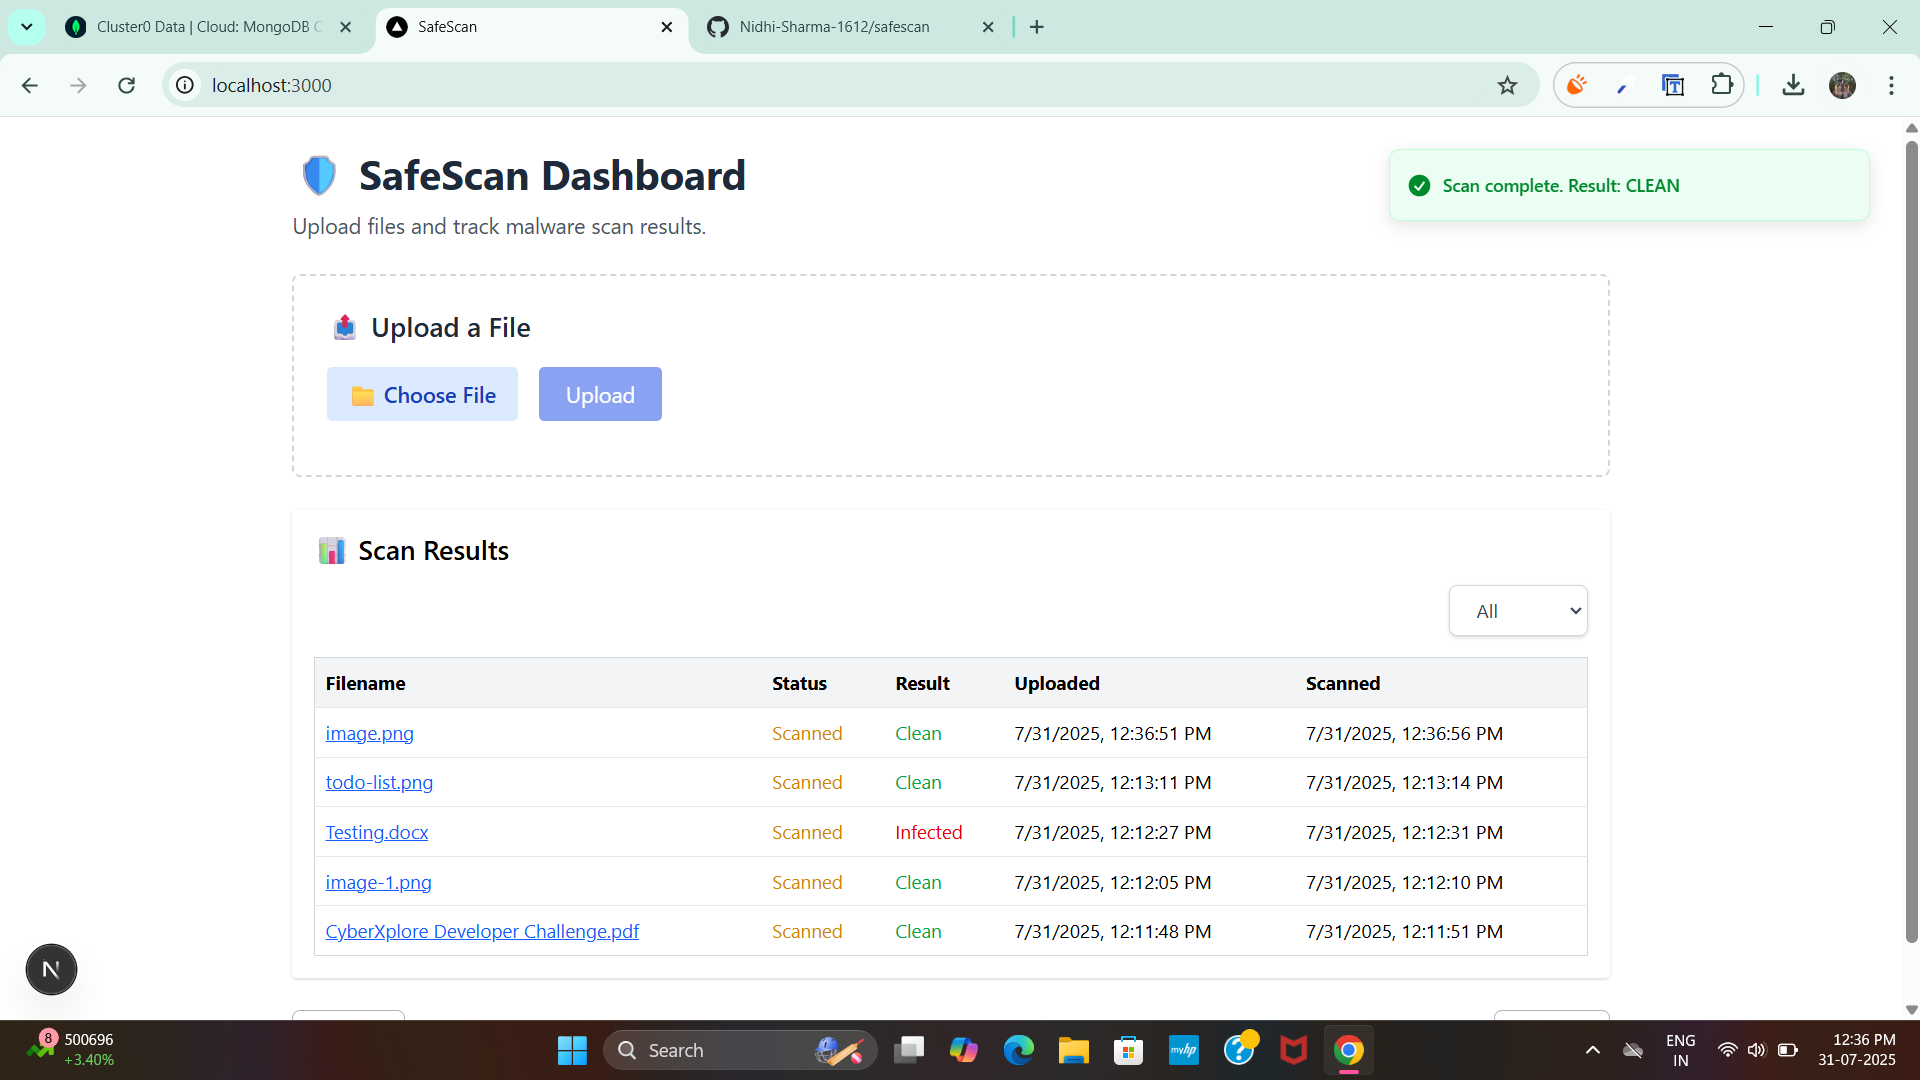 Cluster0 Data | Cloud: MongoDB C
SafeScan
Nidhi-Sharma-1612/safescan
localhost:3000
SafeScan Dashboard
Upload files and track malware scan results.
Scan complete. Result: CLEAN
Upload a File
Choose File
Upload
Scan Results
All
Filename Status Result Uploaded Scanned
image.png Scanned Clean 7/31/2025, 12:36:51 PM 7/31/2025, 12:36:56 PM
todo-list.png Scanned Clean 7/31/2025, 12:13:11 PM 7/31/2025, 12:13:14 PM
Testing.docx Scanned Infected 7/31/2025, 12:12:27 PM 7/31/2025, 12:12:31 PM
image-1.png Scanned Clean 7/31/2025, 12:12:05 PM 7/31/2025, 12:12:10 PM
CyberXplore Developer Challenge.pdf Scanned Clean 7/31/2025, 12:11:48 PM 7/31/2025, 12:11:51 PM
N
8
500696
+3.40%
Search
myhp
ENG
IN
12:36 PM
31-07-2025